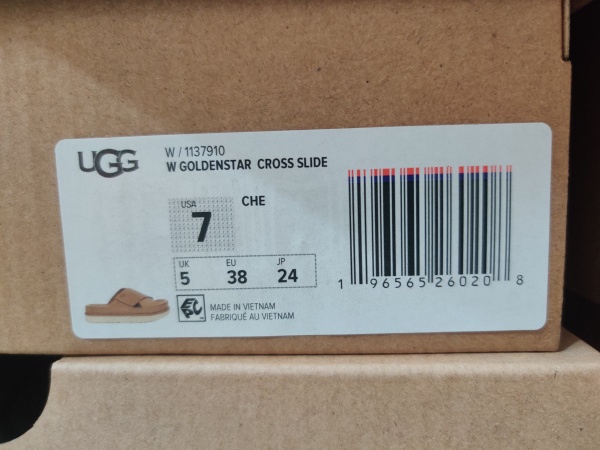 UGG
W / 1137910
W GOLDENSTAR CROSS SLIDE
USA
7
CHE
UK EU JP
5 38 24
MADE IN VIETNAM
FABRIQUÉ AU VIETNAM
1 96565 26020 8